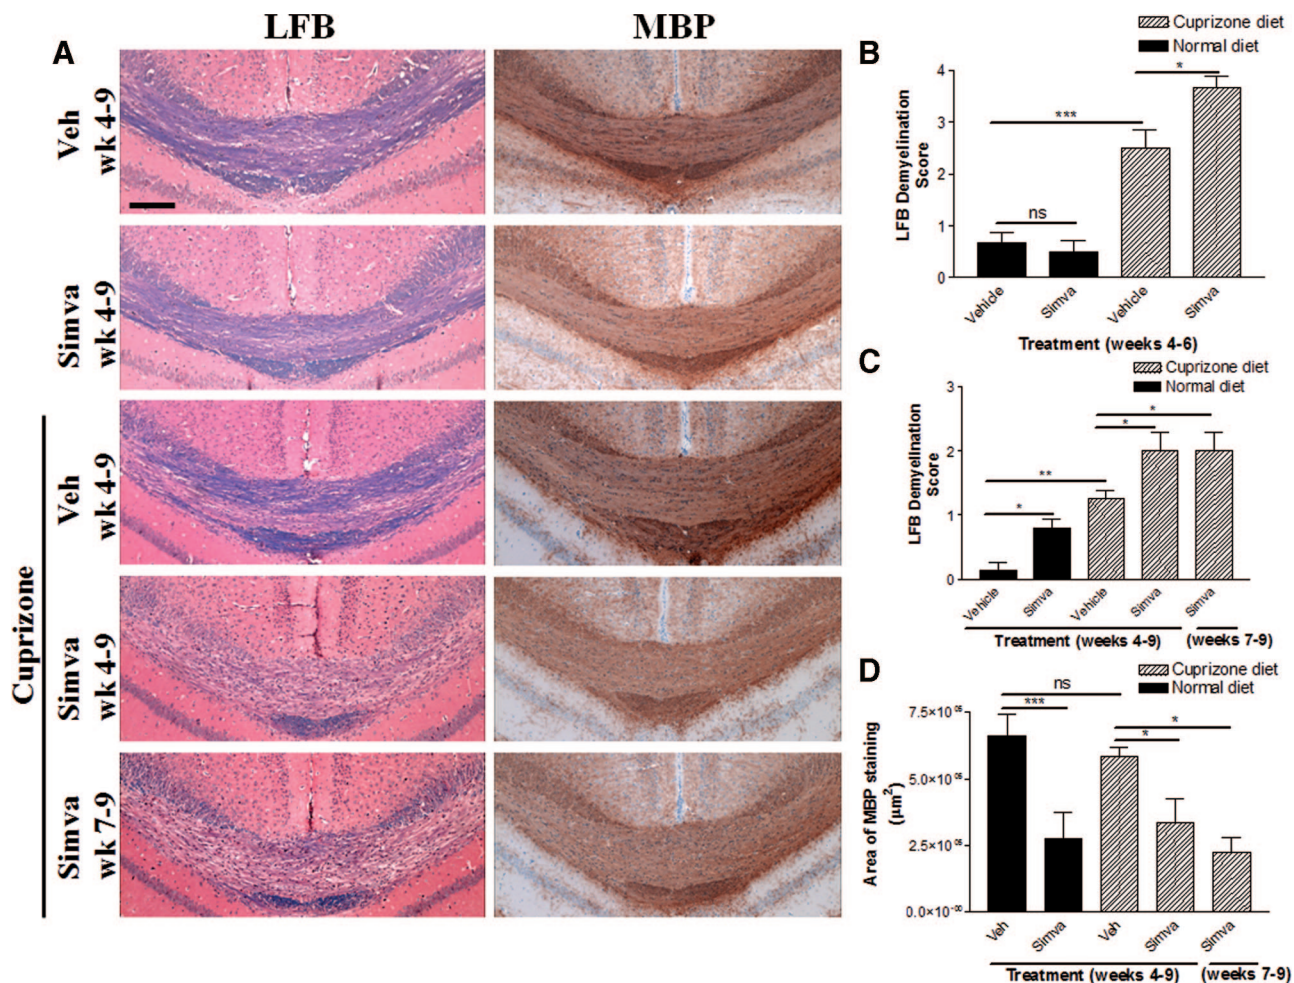 LFB MBP
A
Veh
wk 4-9
Simva
wk 4-9
Cuprizone
Veh
wk 4-9
Simva
wk 4-9
Simva
wk 7-9
B
Cuprizone diet
Normal diet
LFB Demyelination
Score
4
3
2
1
0
***
*
ns
Vehicle Simva Vehicle Simva
Treatment (weeks 4-6)
C
Cuprizone diet
Normal diet
LFB Demyelination
Score
3
2
1
0
*
*
**
*
Vehicle Simva Vehicle Simva Simva
Treatment (weeks 4-9) (weeks 7-9)
D
Cuprizone diet
Normal diet
Area of MBP staining
(μm²)
7.5×10
5.0×10
2.5×10
0.0×10
ns
***
*
*
Veh Simva Veh Simva Simva
Treatment (weeks 4-9) (weeks 7-9)